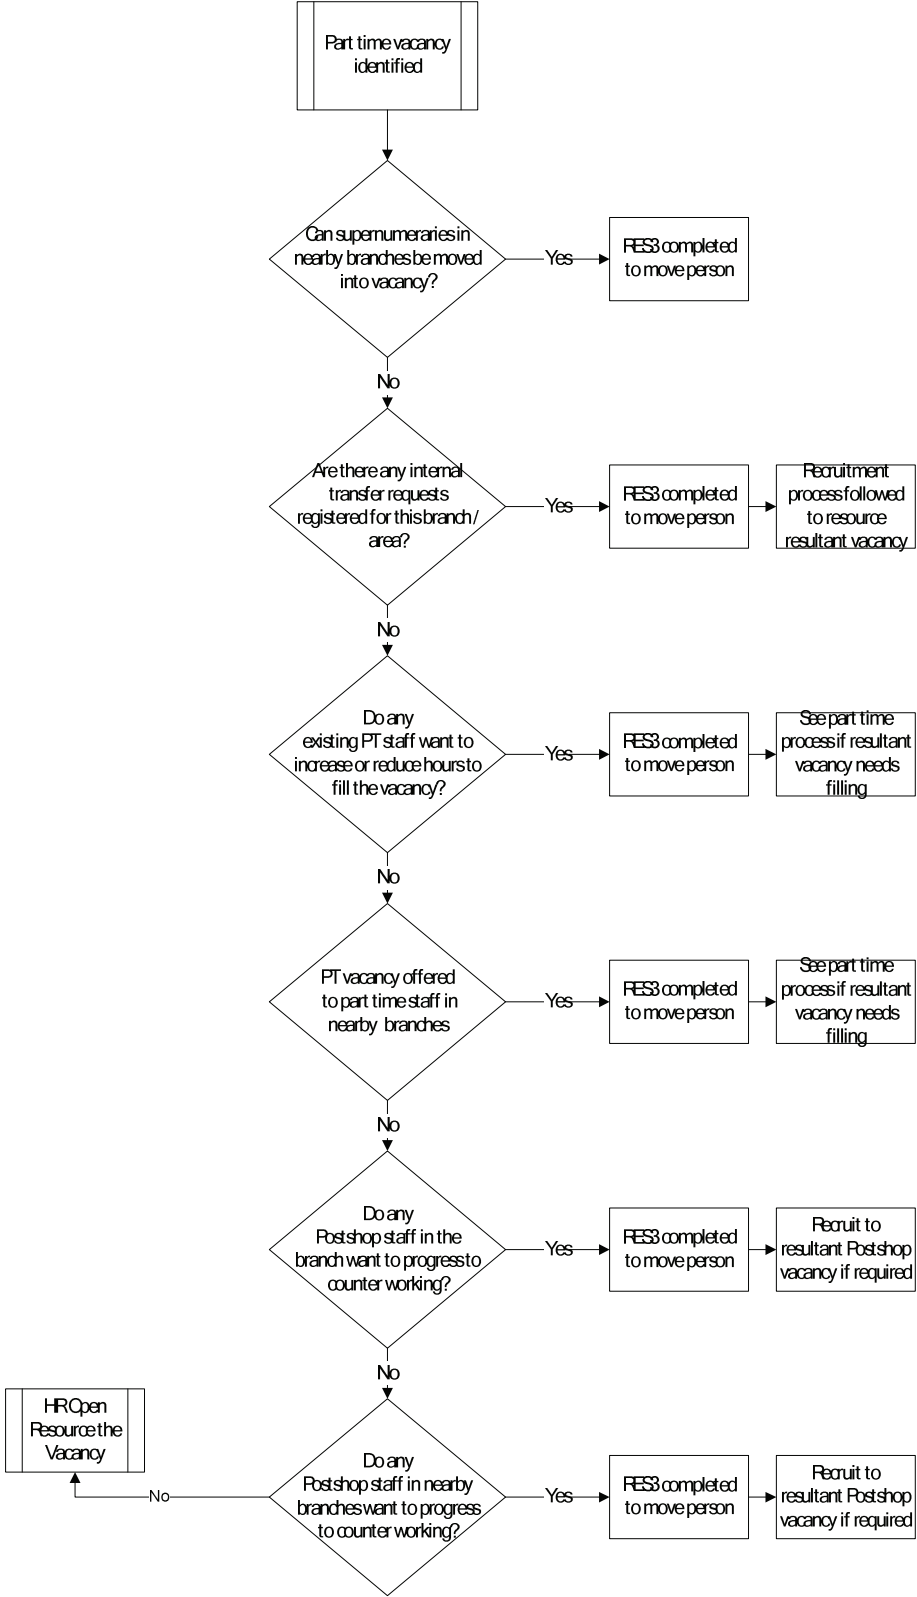 Part time vacancy
identified
Can supernumeraries in
nearby branches be moved
into vacancy?
Yes
RES3 completed
to move person
No
Are there any internal
transfer requests
registered for this branch /
area?
Yes
RES3 completed
to move person
Recruitment
process followed
to resource
resultant vacancy
No
Do any
existing PT staff want to
increase or reduce hours to
fill the vacancy?
Yes
RES3 completed
to move person
See part time
process if resultant
vacancy needs
filling
No
PT vacancy offered
to part time staff in
nearby branches
Yes
RES3 completed
to move person
See part time
process if resultant
vacancy needs
filling
No
Do any
Postshop staff in the
branch want to progress to
counter working?
Yes
RES3 completed
to move person
Recruit to
resultant Postshop
vacancy if required
No
HR Open
Resource the
Vacancy
No
Do any
Postshop staff in nearby
branches want to progress
to counter working?
Yes
RES3 completed
to move person
Recruit to
resultant Postshop
vacancy if required